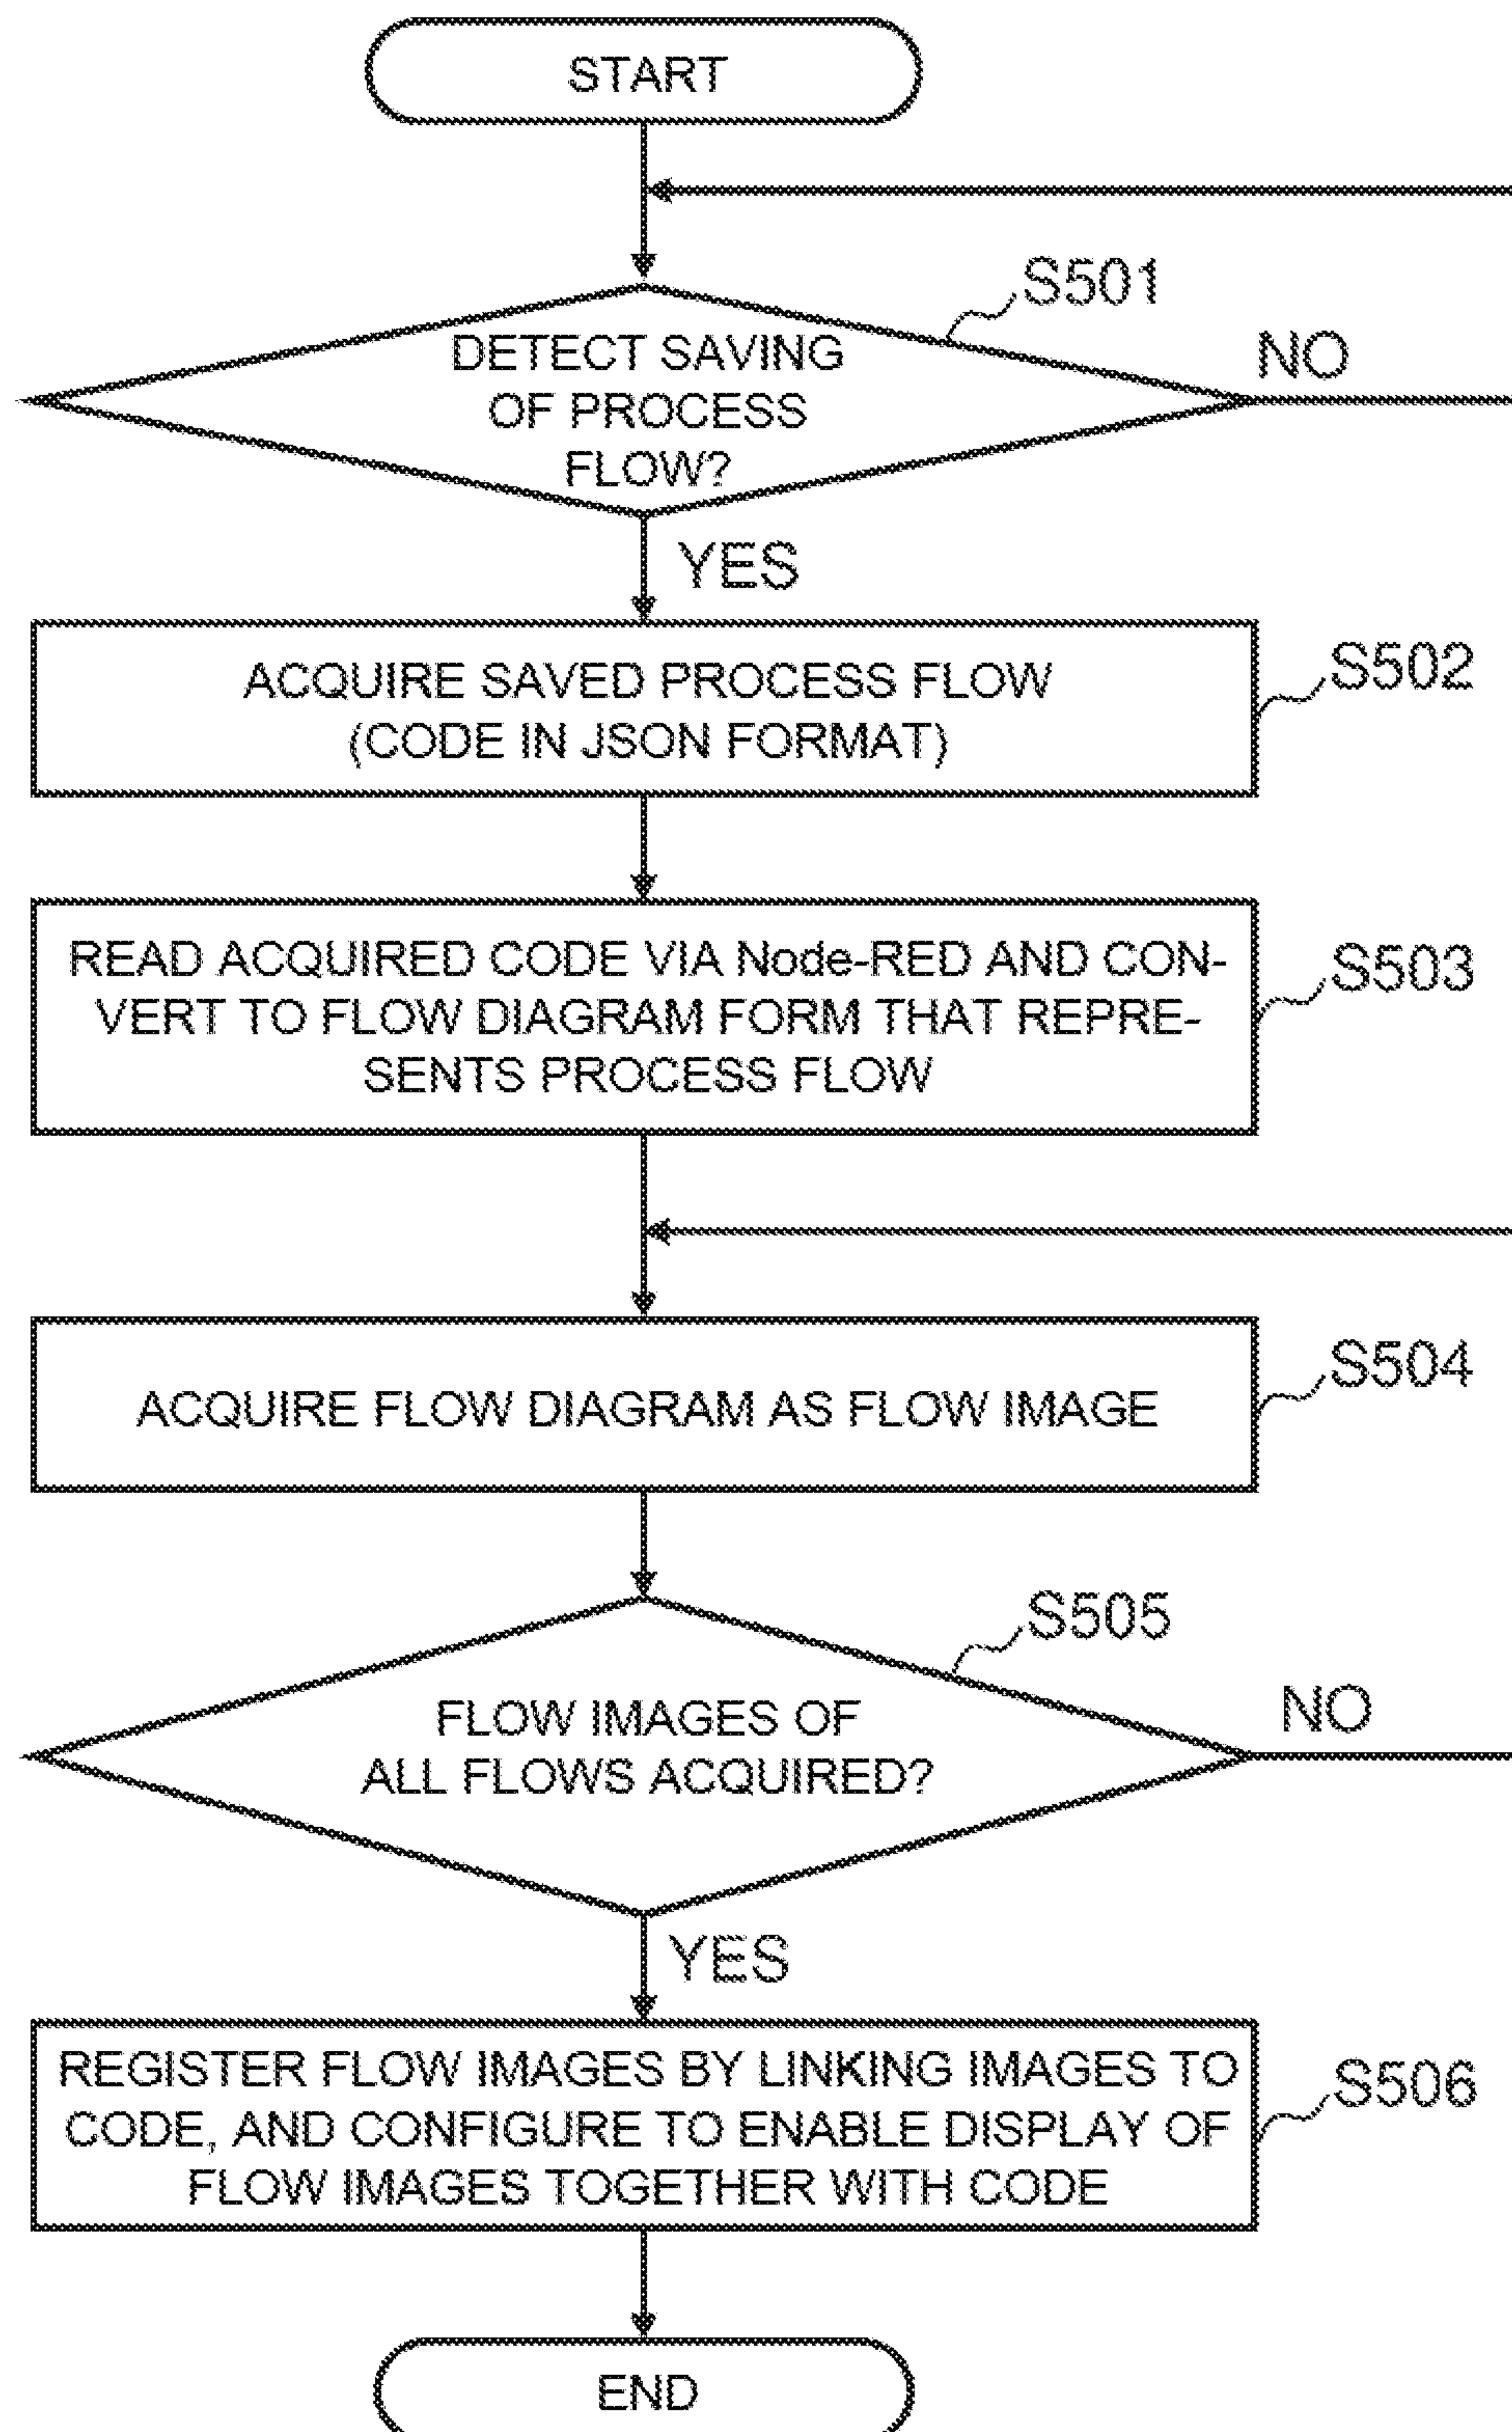 START
S501
DETECT SAVING
OF PROCESS
FLOW?
NO
YES
ACQUIRE SAVED PROCESS FLOW
(CODE IN JSON FORMAT)
S502
READ ACQUIRED CODE VIA Node-RED AND CON-
VERT TO FLOW DIAGRAM FORM THAT REPRE-
SENTS PROCESS FLOW
S503
ACQUIRE FLOW DIAGRAM AS FLOW IMAGE
S504
S505
FLOW IMAGES OF
ALL FLOWS ACQUIRED?
NO
YES
REGISTER FLOW IMAGES BY LINKING IMAGES TO
CODE, AND CONFIGURE TO ENABLE DISPLAY OF
FLOW IMAGES TOGETHER WITH CODE
S506
END